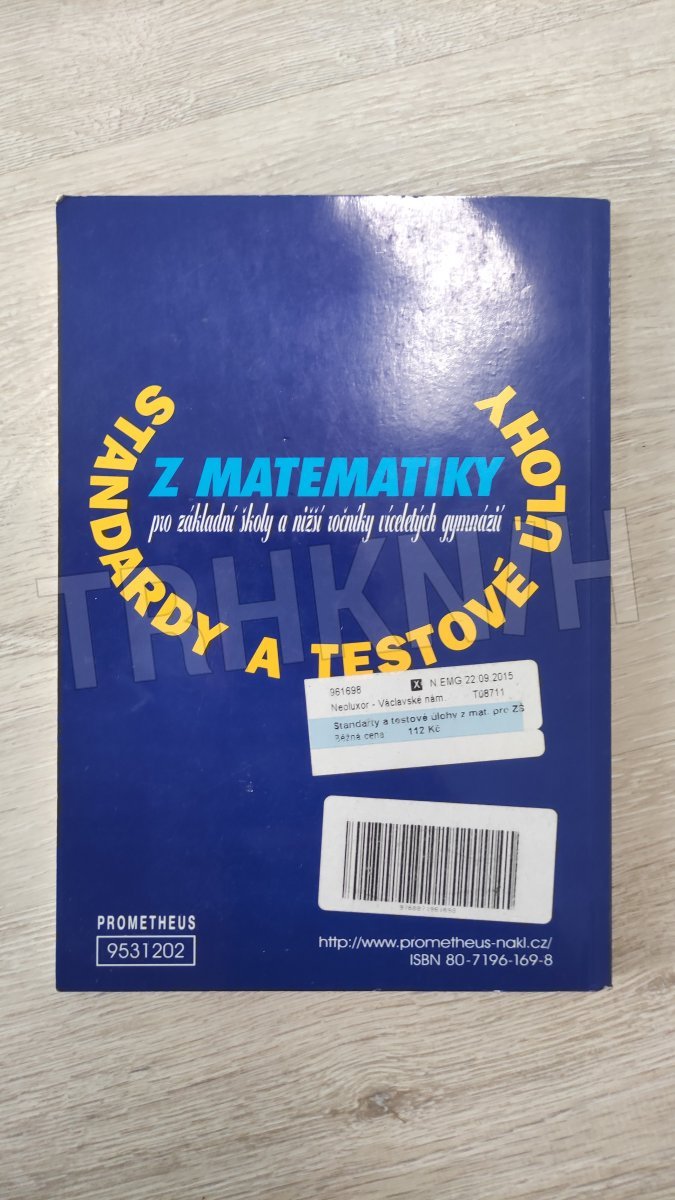 STANDARDY A TESTOVÉ ÚLOHY
Z MATEMATIKY
pro základní školy a nižší ročníky víceletých gymnázií
TRHKNIH
961698 X N.EMG 22.09.2015
Neoluxor - Václavské nám. T08711
Standarty a testové úlohy z mat. pro ZŠ
Běžná cena: 112 Kč
PROMETHEUS
9531202
http://www.prometheus-nakl.cz/
ISBN 80-7196-169-8